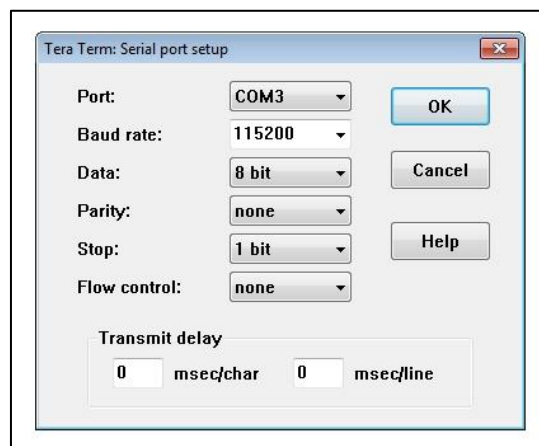 Tera Term: Serial port setup
Port: COM3 OK
Baud rate: 115200
Data: 8 bit Cancel
Parity: none
Stop: 1 bit Help
Flow control: none
Transmit delay
0 msec/char 0 msec/line